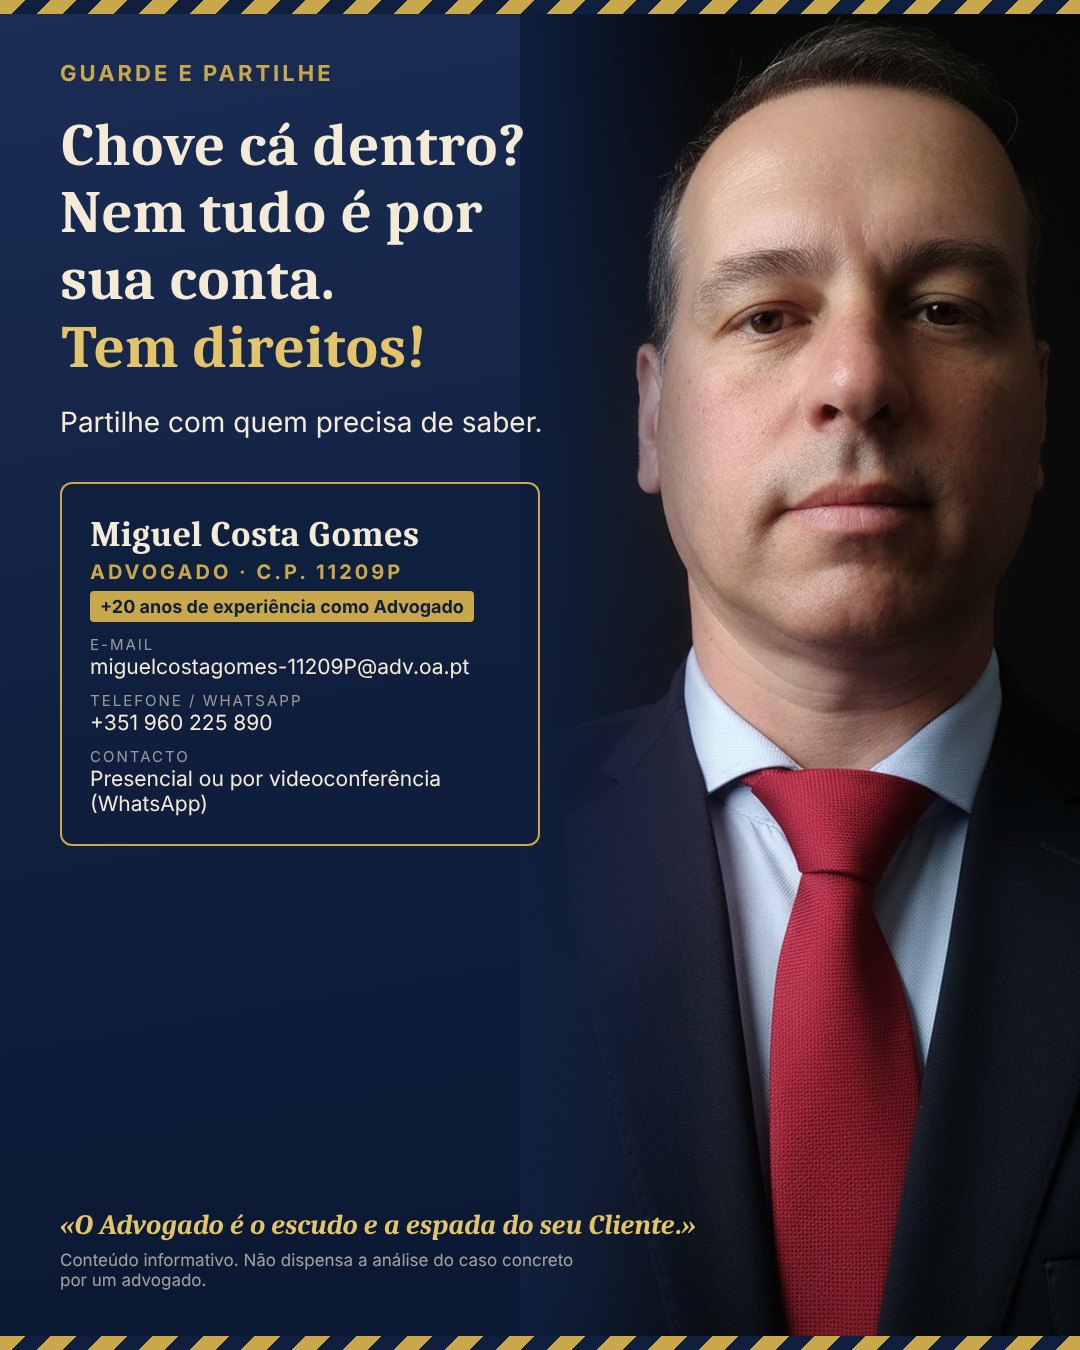 GUARDE E PARTILHE
Chove cá dentro?
Nem tudo é por
sua conta.
Tem direitos!
Partilhe com quem precisa de saber.
Miguel Costa Gomes
ADVOGADO · C.P. 11209P
+20 anos de experiência como Advogado
E-MAIL
miguelcostagomes-11209P@adv.oa.pt
TELEFONE / WHATSAPP
+351 960 225 890
CONTACTO
Presencial ou por videoconferência
(WhatsApp)
«O Advogado é o escudo e a espada do seu Cliente.»
Conteúdo informativo. Não dispensa a análise do caso concreto
por um advogado.